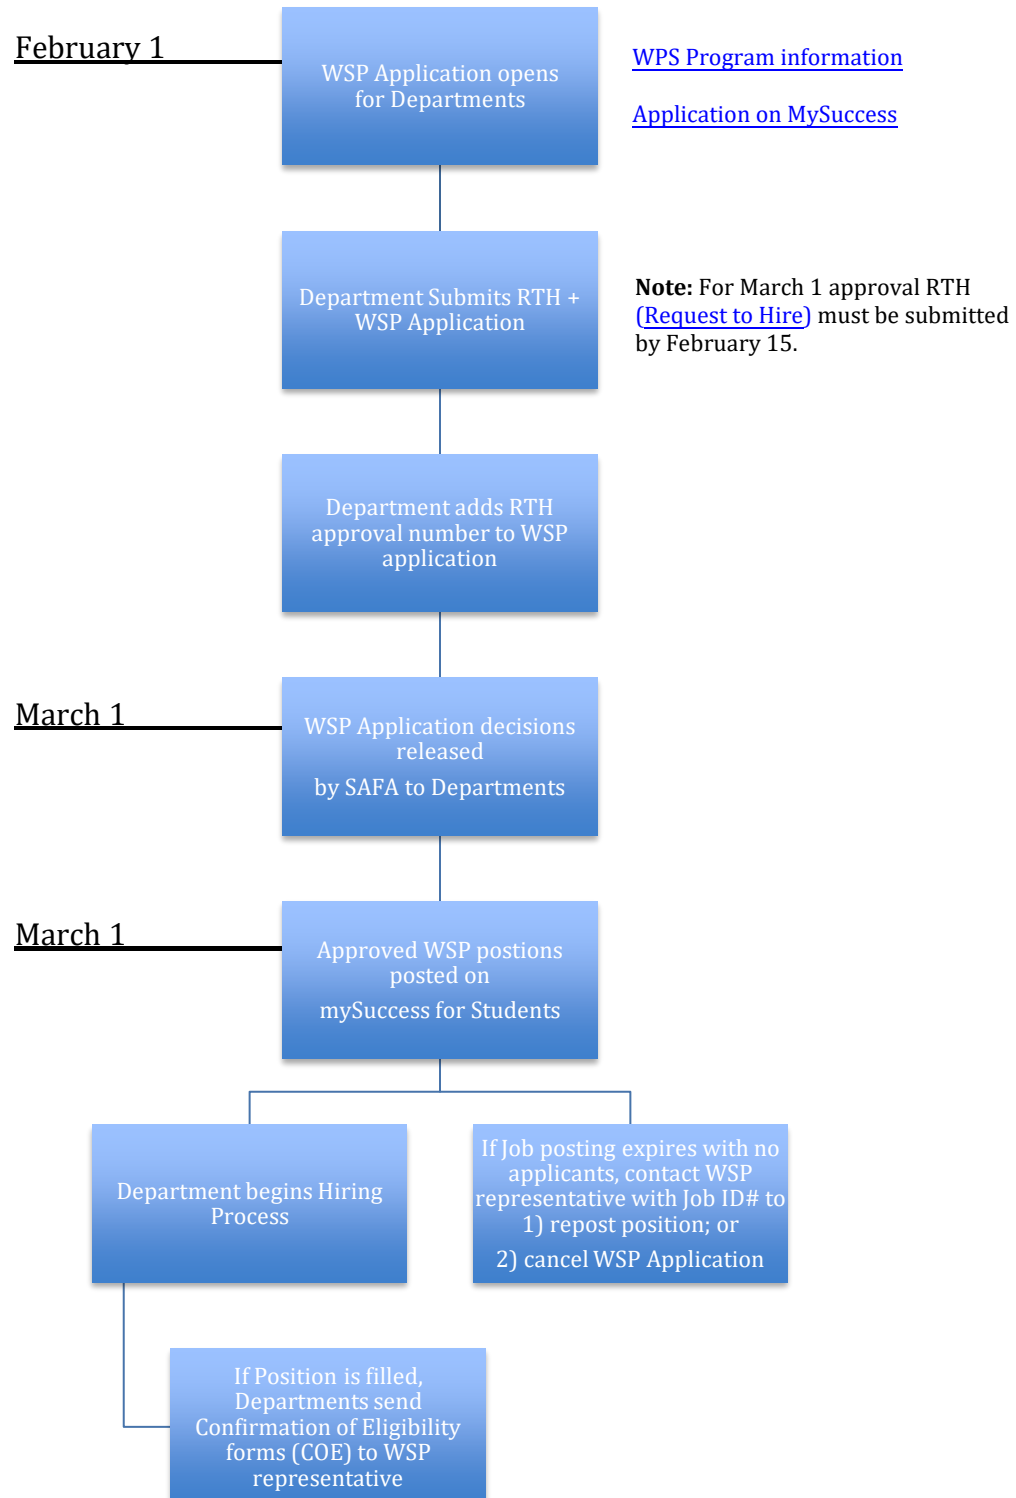 February 1
WSP Application opens
for Departments
WPS Program information
Application on MySuccess
Department Submits RTH +
WSP Application
Note: For March 1 approval RTH
(Request to Hire) must be submitted
by February 15.
Department adds RTH
approval number to WSP
application
March 1
WSP Application decisions
released
by SAFA to Departments
March 1
Approved WSP postions
posted on
mySuccess for Students
Department begins Hiring
Process
If Job posting expires with no
applicants, contact WSP
representative with Job ID# to
1) repost position; or
2) cancel WSP Application
If Position is filled,
Departments send
Confirmation of Eligibility
forms (COE) to WSP
representative